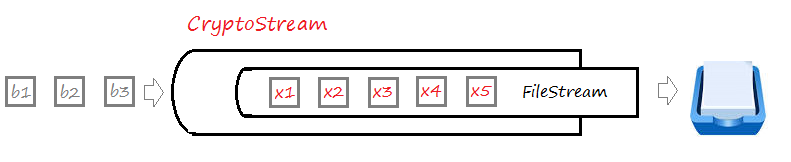 CryptoStream
b1 b2 b3 x1 x2 x3 x4 x5 FileStream